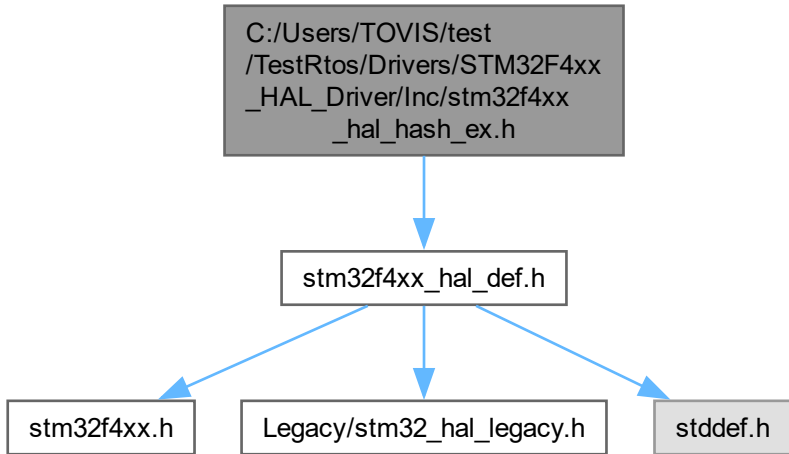 C:/Users/TOVIS/test
/TestRtos/Drivers/STM32F4xx
_HAL_Driver/Inc/stm32f4xx
_hal_hash_ex.h
stm32f4xx_hal_def.h
stm32f4xx.h
Legacy/stm32_hal_legacy.h
stddef.h